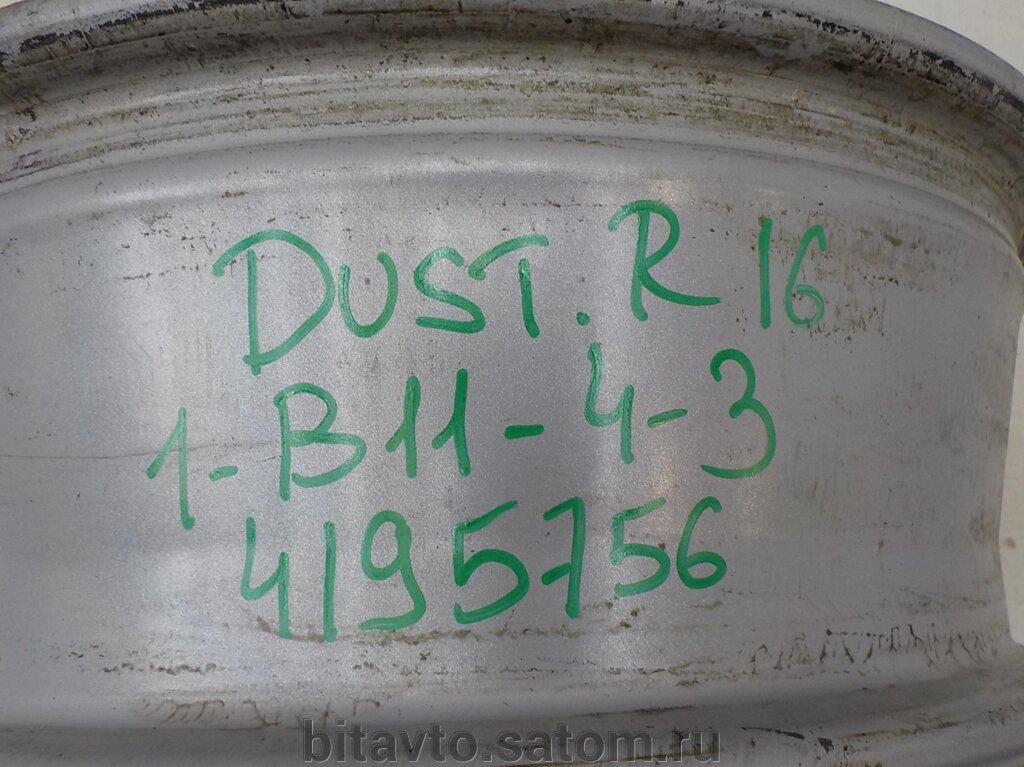 DUST. R 16
1-B11-4-3
4195756
bitavto.satom.ru